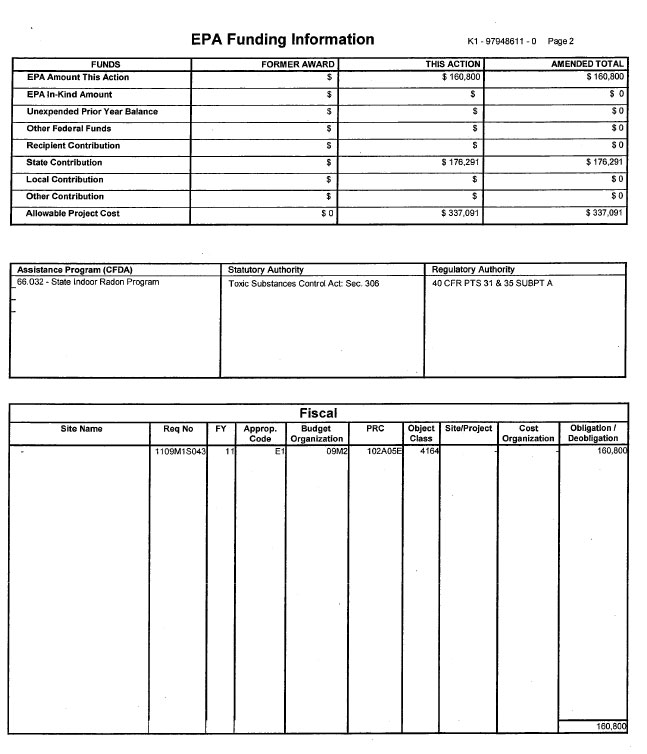 EPA Funding Information K1 - 97948611 - 0 Page 2
FUNDS FORMER AWARD THIS ACTION AMENDED TOTAL
EPA Amount This Action $ $ 160,800 $ 160,800
EPA In-Kind Amount $ $ $ 0
Unexpended Prior Year Balance $ $ $ 0
Other Federal Funds $ $ $ 0
Recipient Contribution $ $ $ 0
State Contribution $ $ 176,291 $ 176,291
Local Contribution $ $ $ 0
Other Contribution $ $ $ 0
Allowable Project Cost $ 0 $ 337,091 $ 337,091
Assistance Program (CFDA) Statutory Authority Regulatory Authority
66.032 - State Indoor Radon Program Toxic Substances Control Act: Sec. 306 40 CFR PTS 31 & 35 SUBPT A
Fiscal
Site Name Req No FY Approp. Budget PRC Object Site/Project Cost Obligation /
Code Organization Class Organization Deobligation
- 1109M1S043 11 E1 09M2 102A05E 4164 - - 160,800
160,800